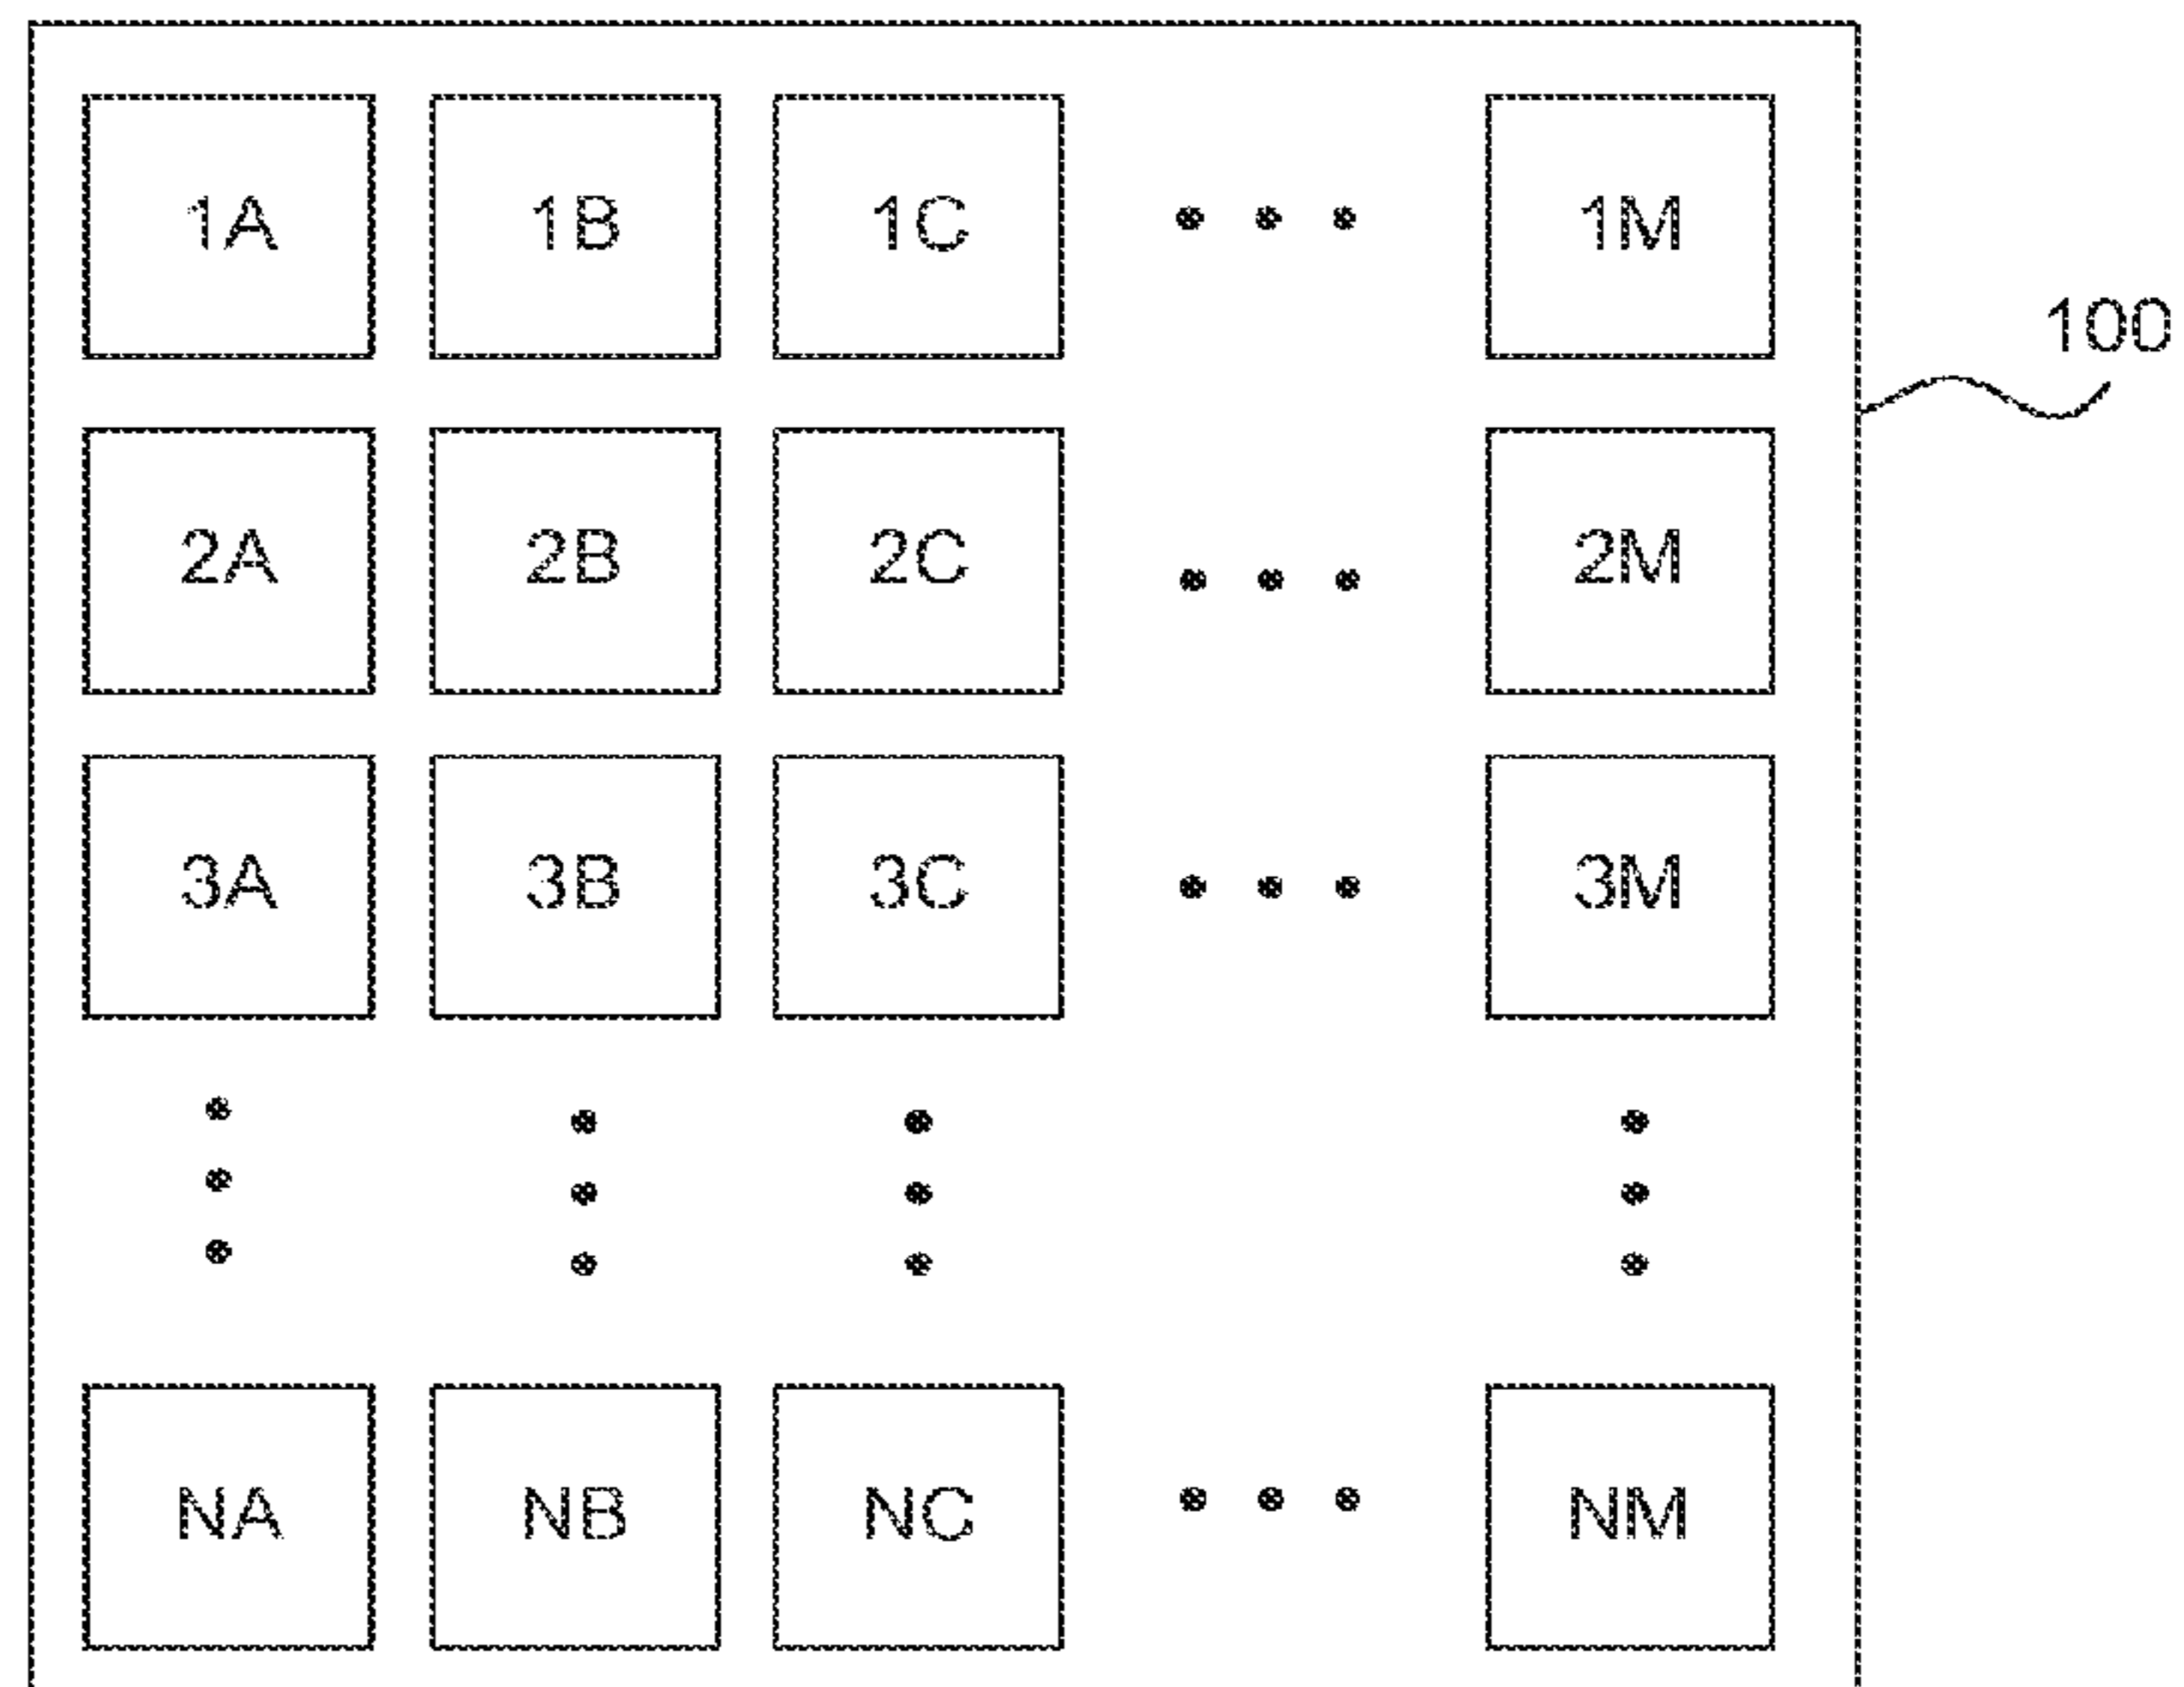 1A 1B 1C • • • 1M
100
2A 2B 2C • • • 2M
3A 3B 3C • • • 3M
NA NB NC • • • NM